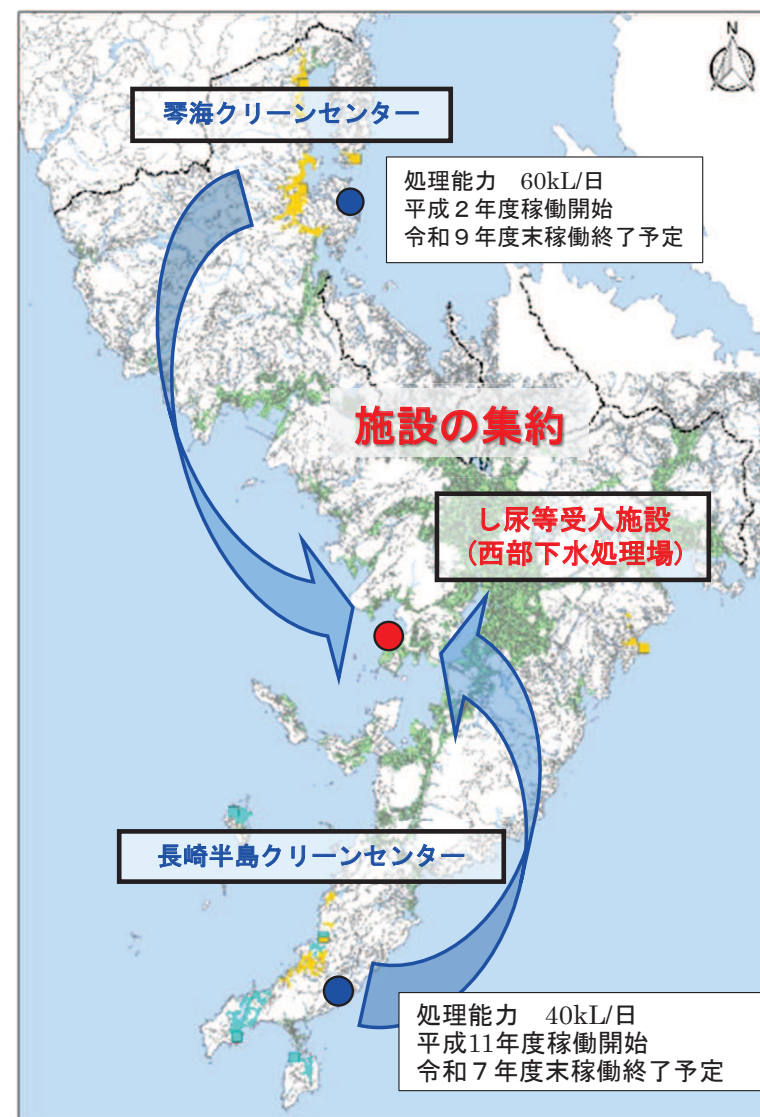 N
琴海クリーンセンター
処理能力　60kL/日
平成２年度稼働開始
令和９年度末稼働終了予定
施設の集約
し尿等受入施設
(西部下水処理場)
長崎半島クリーンセンター
処理能力　40kL/日
平成11年度稼働開始
令和７年度末稼働終了予定